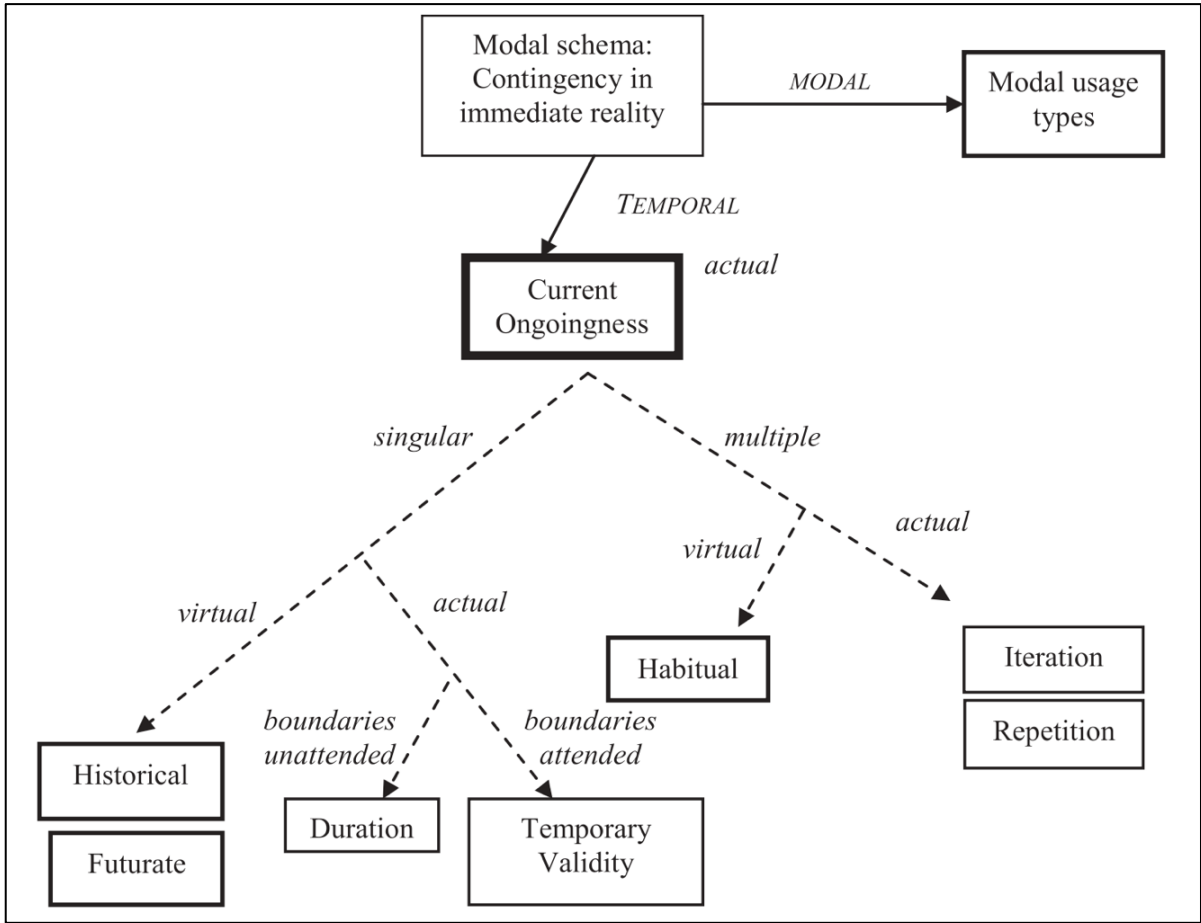 Modal schema:
Contingency in
immediate reality
MODAL
Modal usage
types
TEMPORAL
actual
Current
Ongoingness
singular
multiple
actual
virtual
virtual
actual
Habitual
Iteration
Repetition
boundaries
unattended
boundaries
attended
Historical
Futurate
Duration
Temporary
Validity